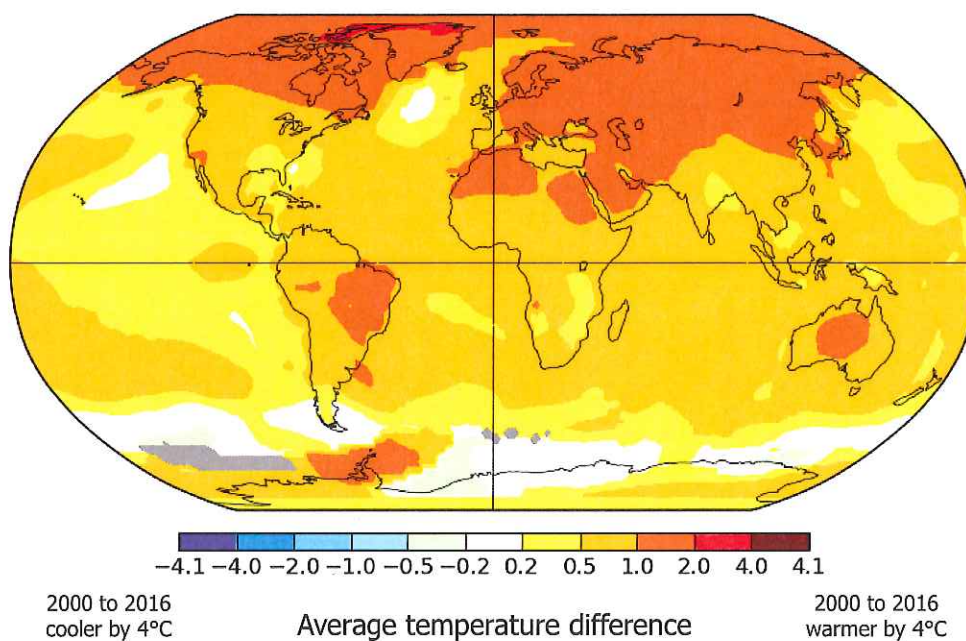 −4.1 −4.0 −2.0 −1.0 −0.5 −0.2 0.2 0.5 1.0 2.0 4.0 4.1
2000 to 2016
cooler by 4°C
Average temperature difference
2000 to 2016
warmer by 4°C